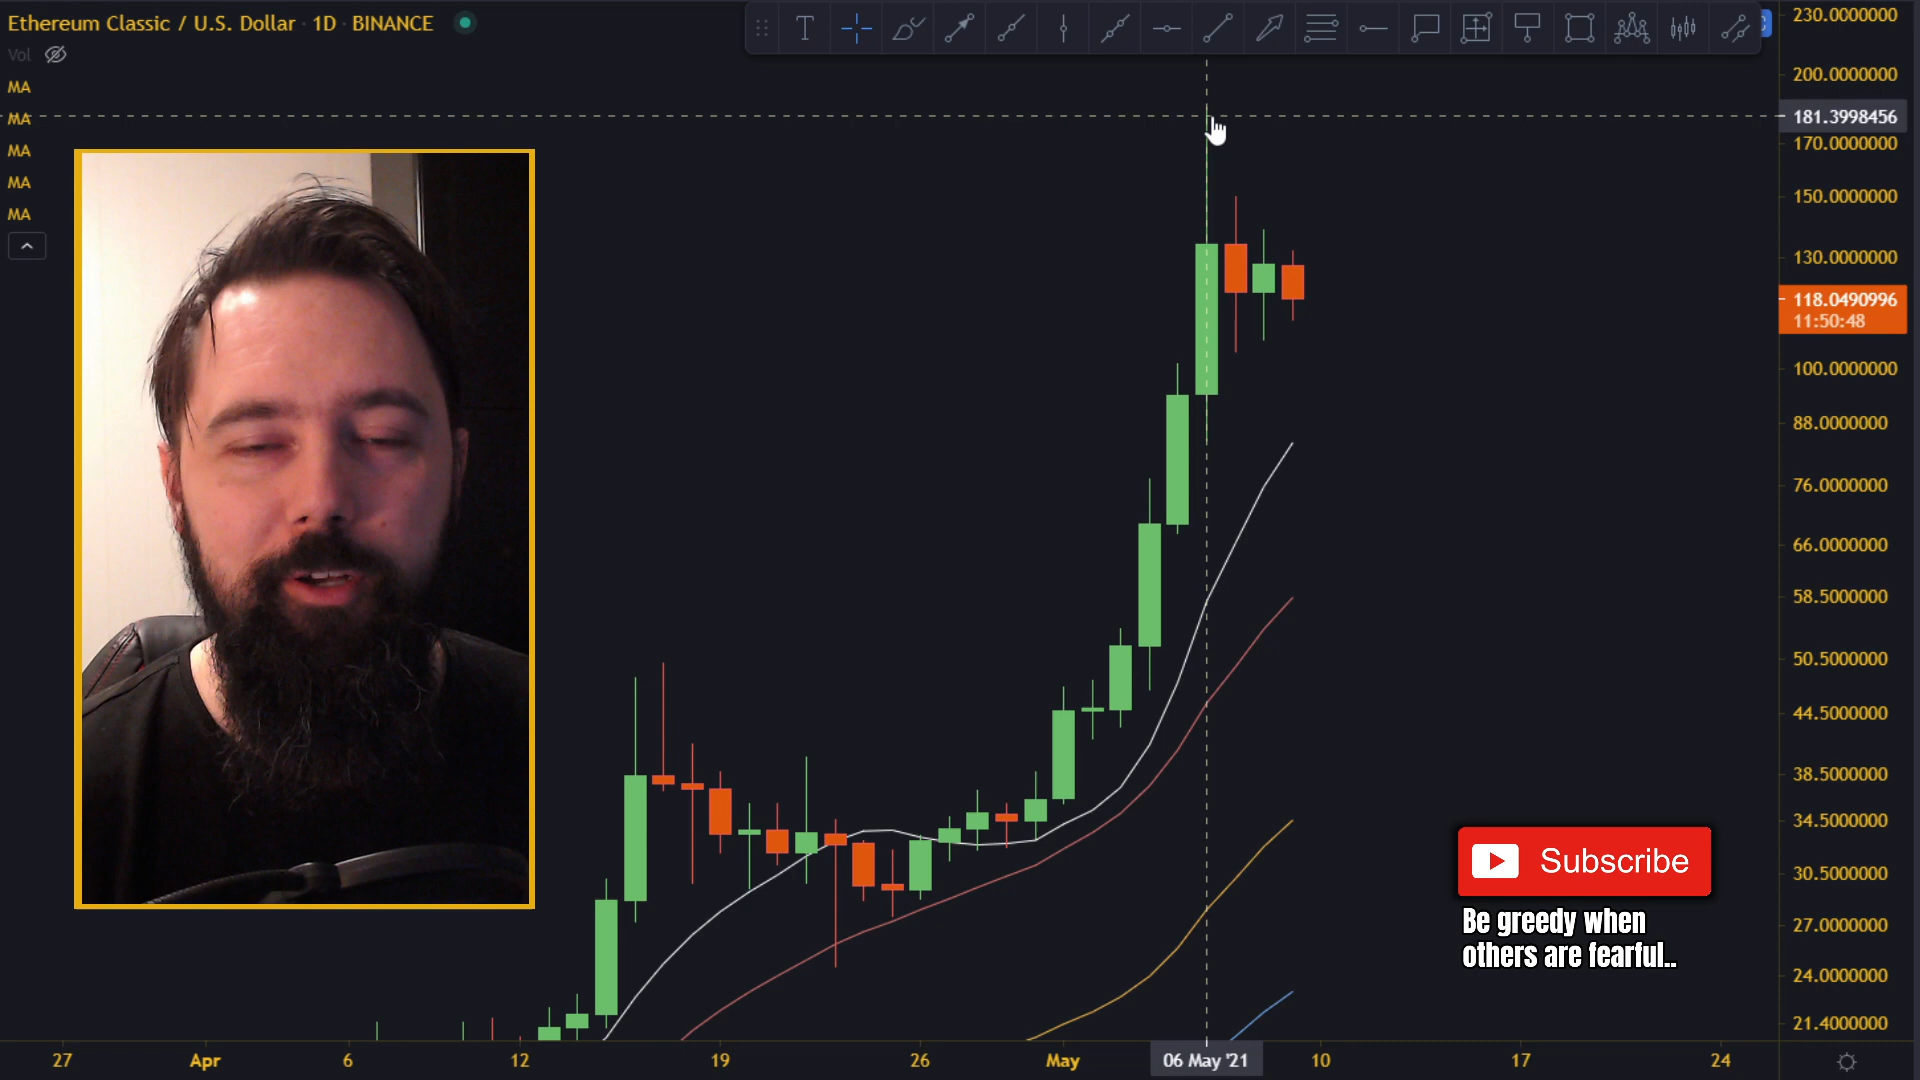 Ethereum Classic / U.S. Dollar · 1D · BINANCE
Vol
MA
MA
MA
MA
MA
T
230.0000000
200.0000000
181.3998456
170.0000000
150.0000000
130.0000000
118.0490996
11:50:48
100.0000000
88.0000000
76.0000000
66.0000000
58.5000000
50.5000000
44.5000000
38.5000000
34.5000000
30.5000000
27.0000000
24.0000000
21.4000000
Subscribe
Be greedy when
others are fearful..
27 Apr 6 12 19 26 May 06 May '21 10 17 24